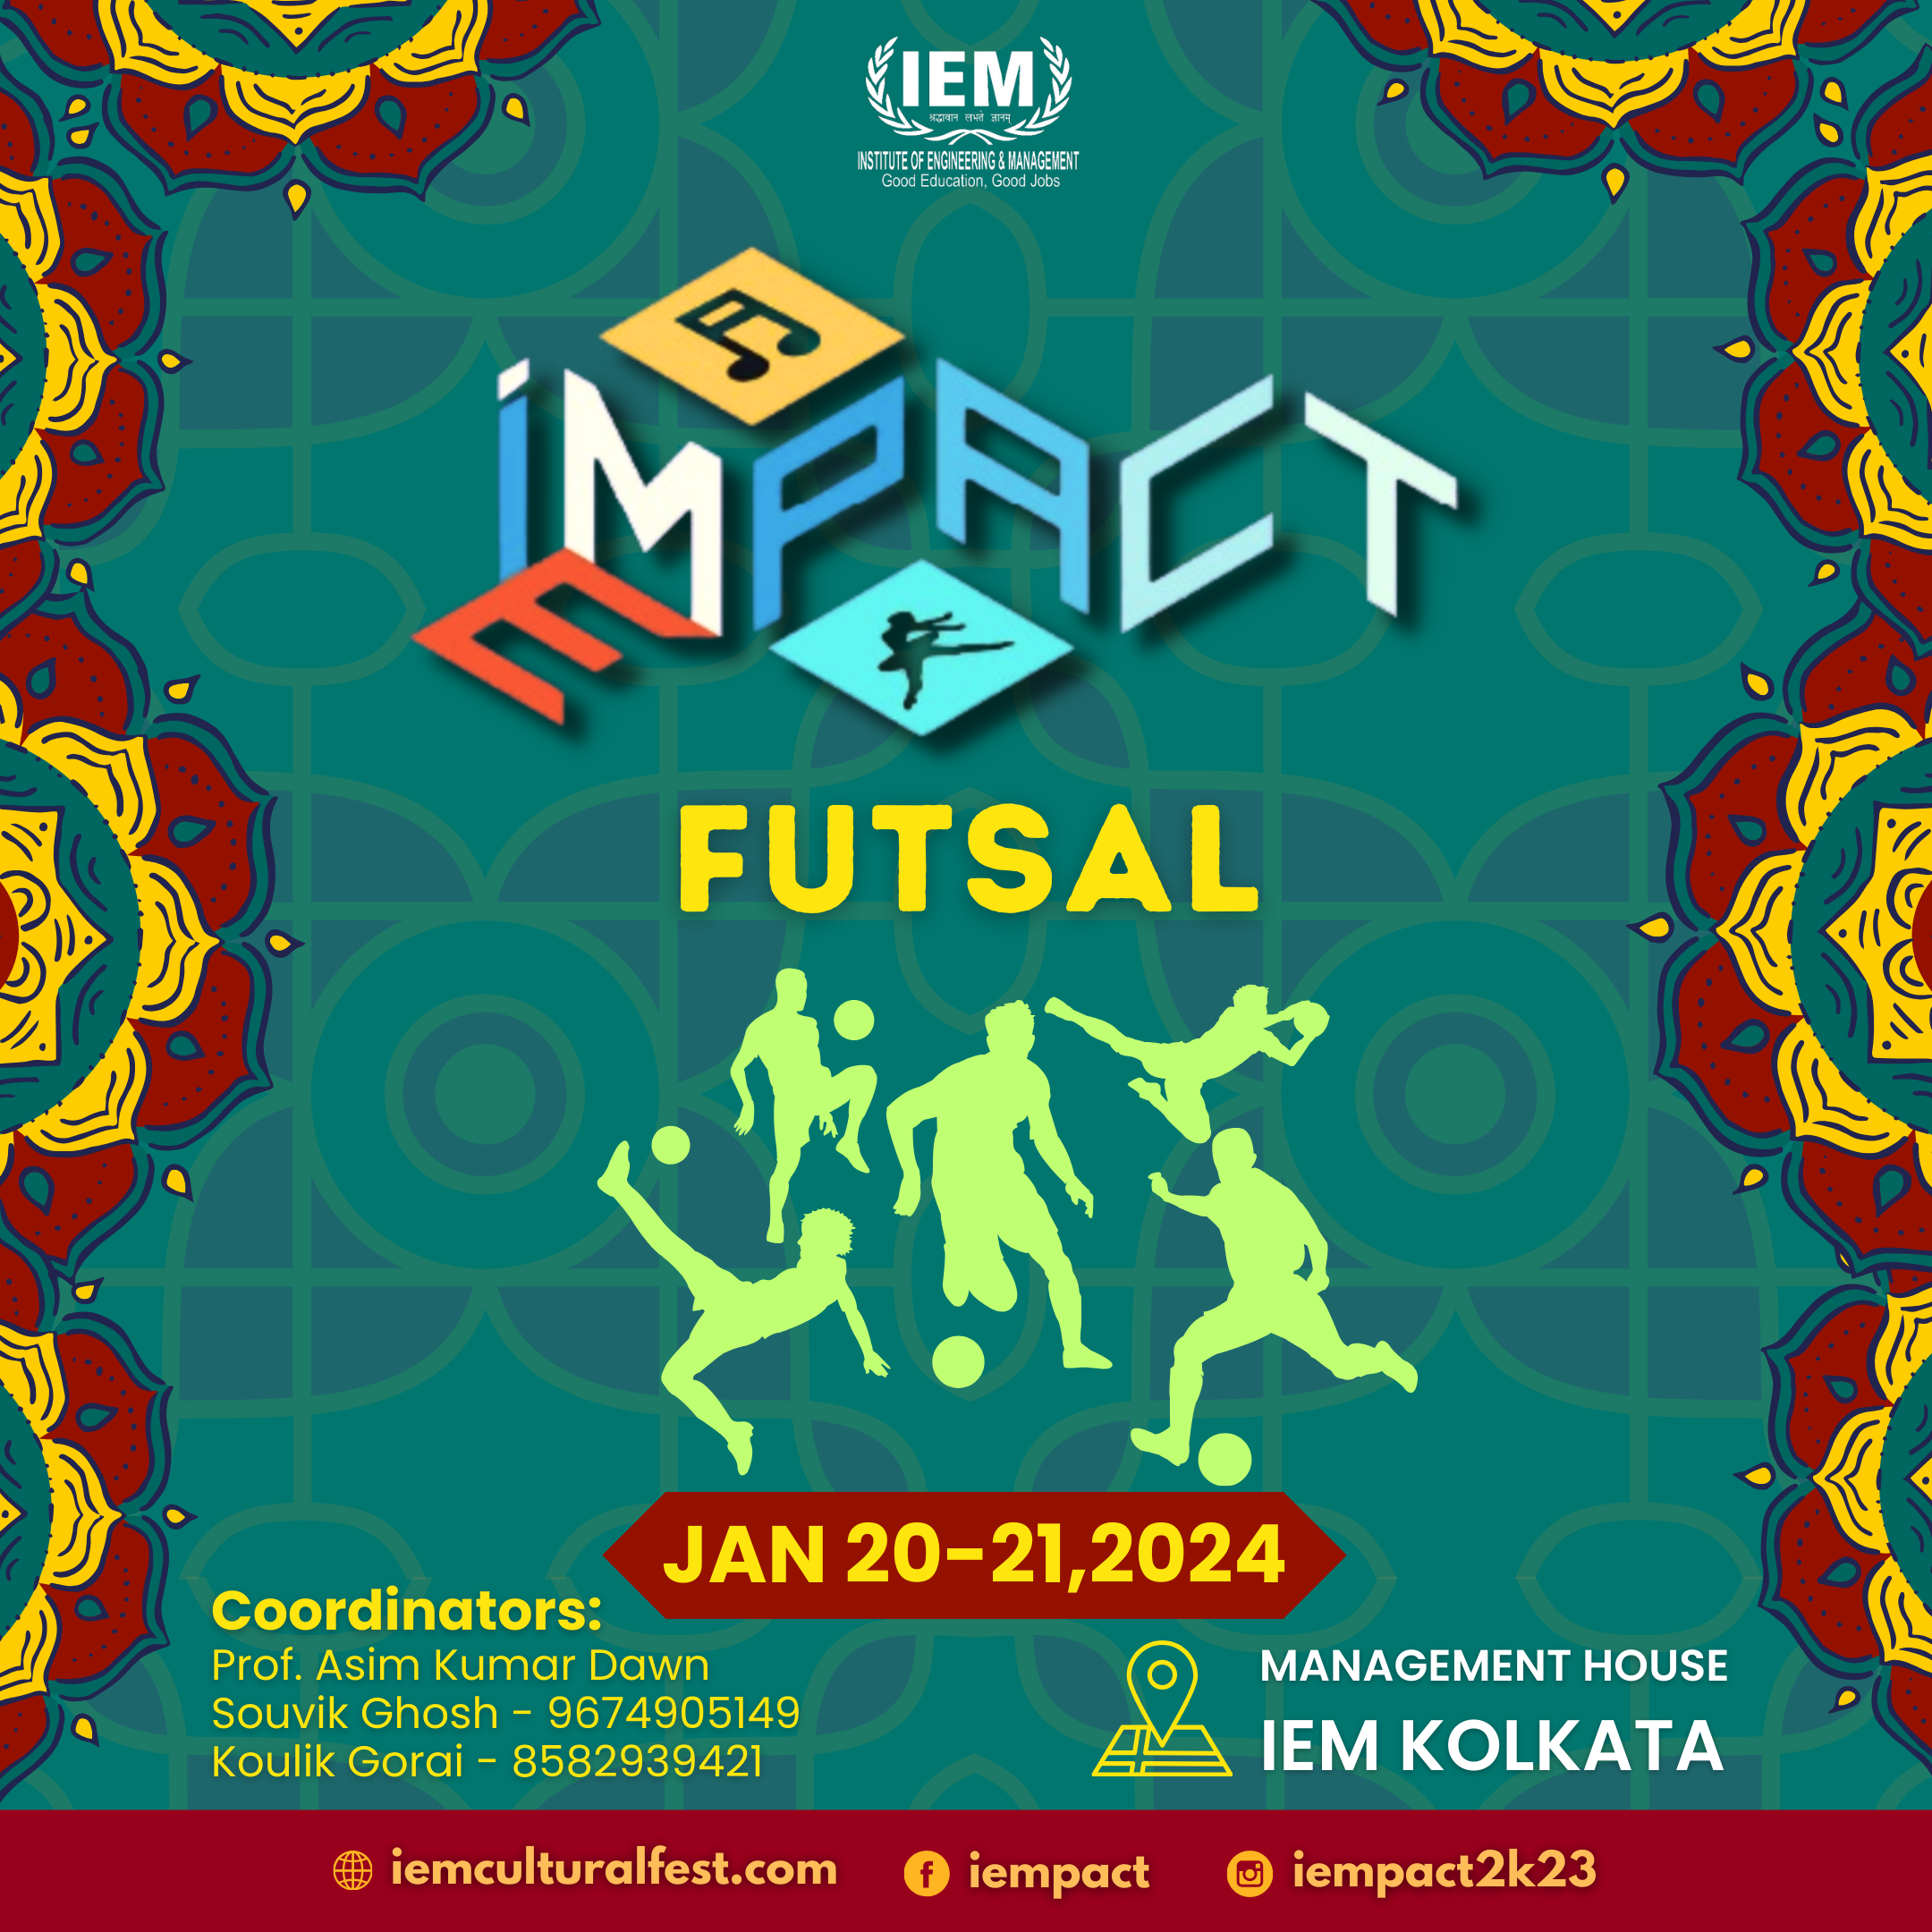 IEM
श्रद्धावान लभते ज्ञानम्
INSTITUTE OF ENGINEERING & MANAGEMENT
Good Education, Good Jobs
iEMPACT
FUTSAL
JAN 20-21,2024
Coordinators:
Prof. Asim Kumar Dawn
Souvik Ghosh - 9674905149
Koulik Gorai - 8582939421
MANAGEMENT HOUSE
IEM KOLKATA
iemculturalfest.com
iempact
iempact2k23